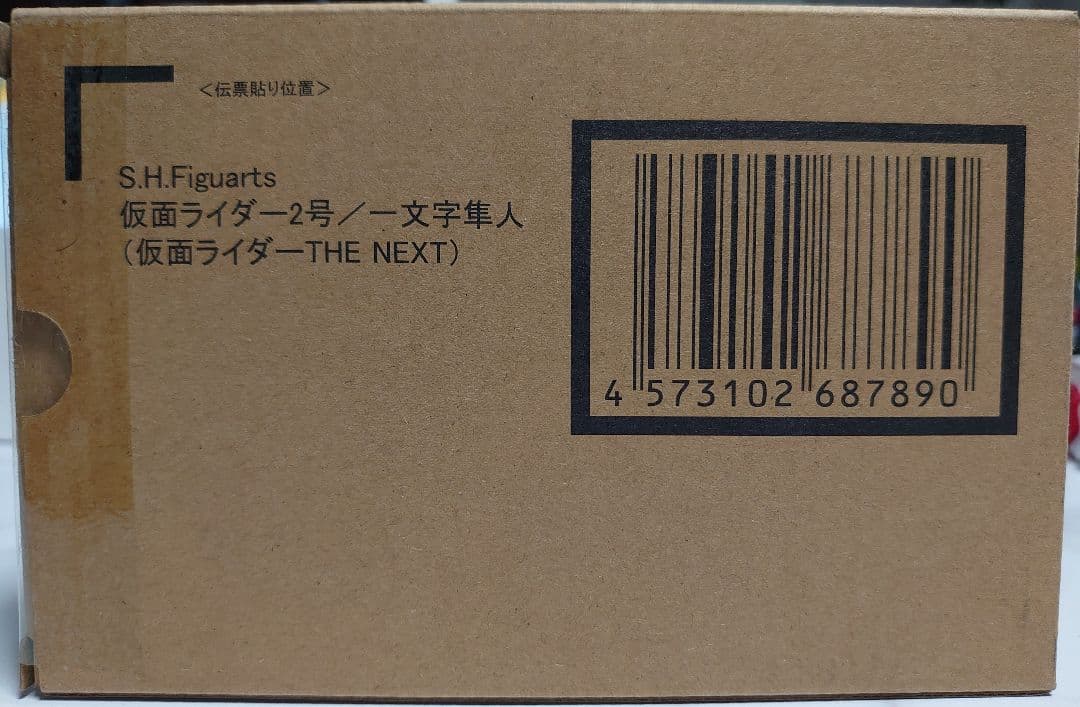 <伝票貼り位置>
S.H.Figuarts
仮面ライダー2号／一文字隼人
（仮面ライダーTHE NEXT）
4 573102 687890